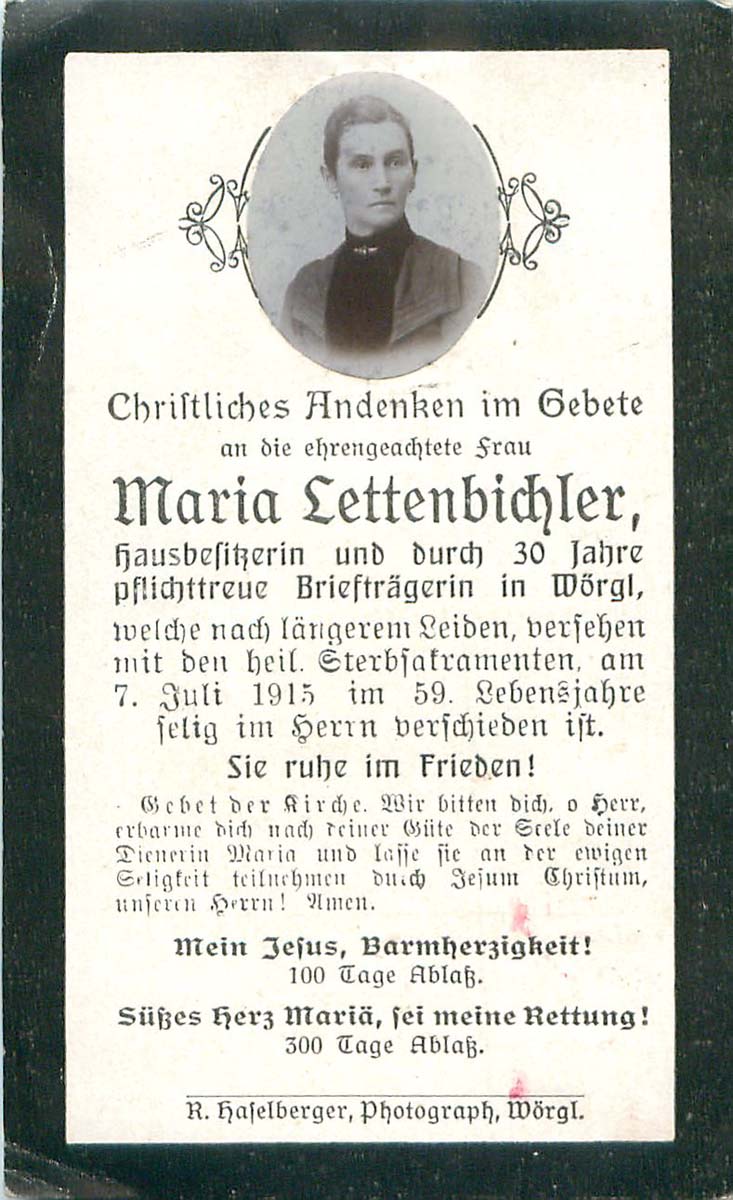 Christliches Andenken im Gebete
an die ehrengeachtete Frau
Maria Lettenbichler,
Hausbesitzerin und durch 30 Jahre
pflichttreue Briefträgerin in Wörgl,
welche nach längerem Leiden, versehen
mit den heil. Sterbsakramenten, am
7. Juli 1915 im 59. Lebensjahre
selig im Herrn verschieden ist.
Sie ruhe im Frieden!
Gebet der Kirche. Wir bitten dich, o Herr,
erbarme dich nach deiner Güte der Seele deiner
Dienerin Maria und lasse sie an der ewigen
Seligkeit teilnehmen durch Jesum Christum,
unseren Herrn! Amen.
Mein Jesus, Barmherzigkeit!
100 Tage Ablaß.
Süßes Herz Mariä, sei meine Rettung!
300 Tage Ablaß.
R. Haselberger, Photograph, Wörgl.